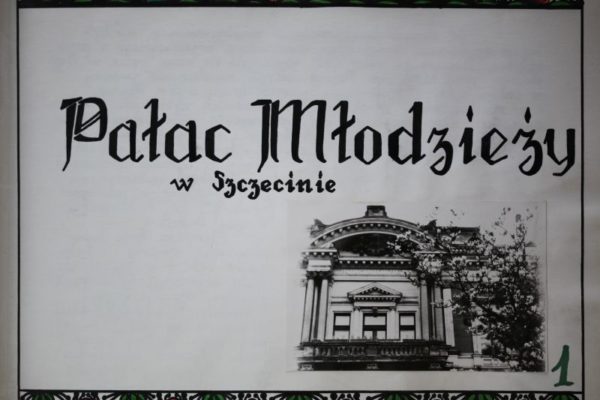 Pałac Młodzieży
w Szczecinie
1